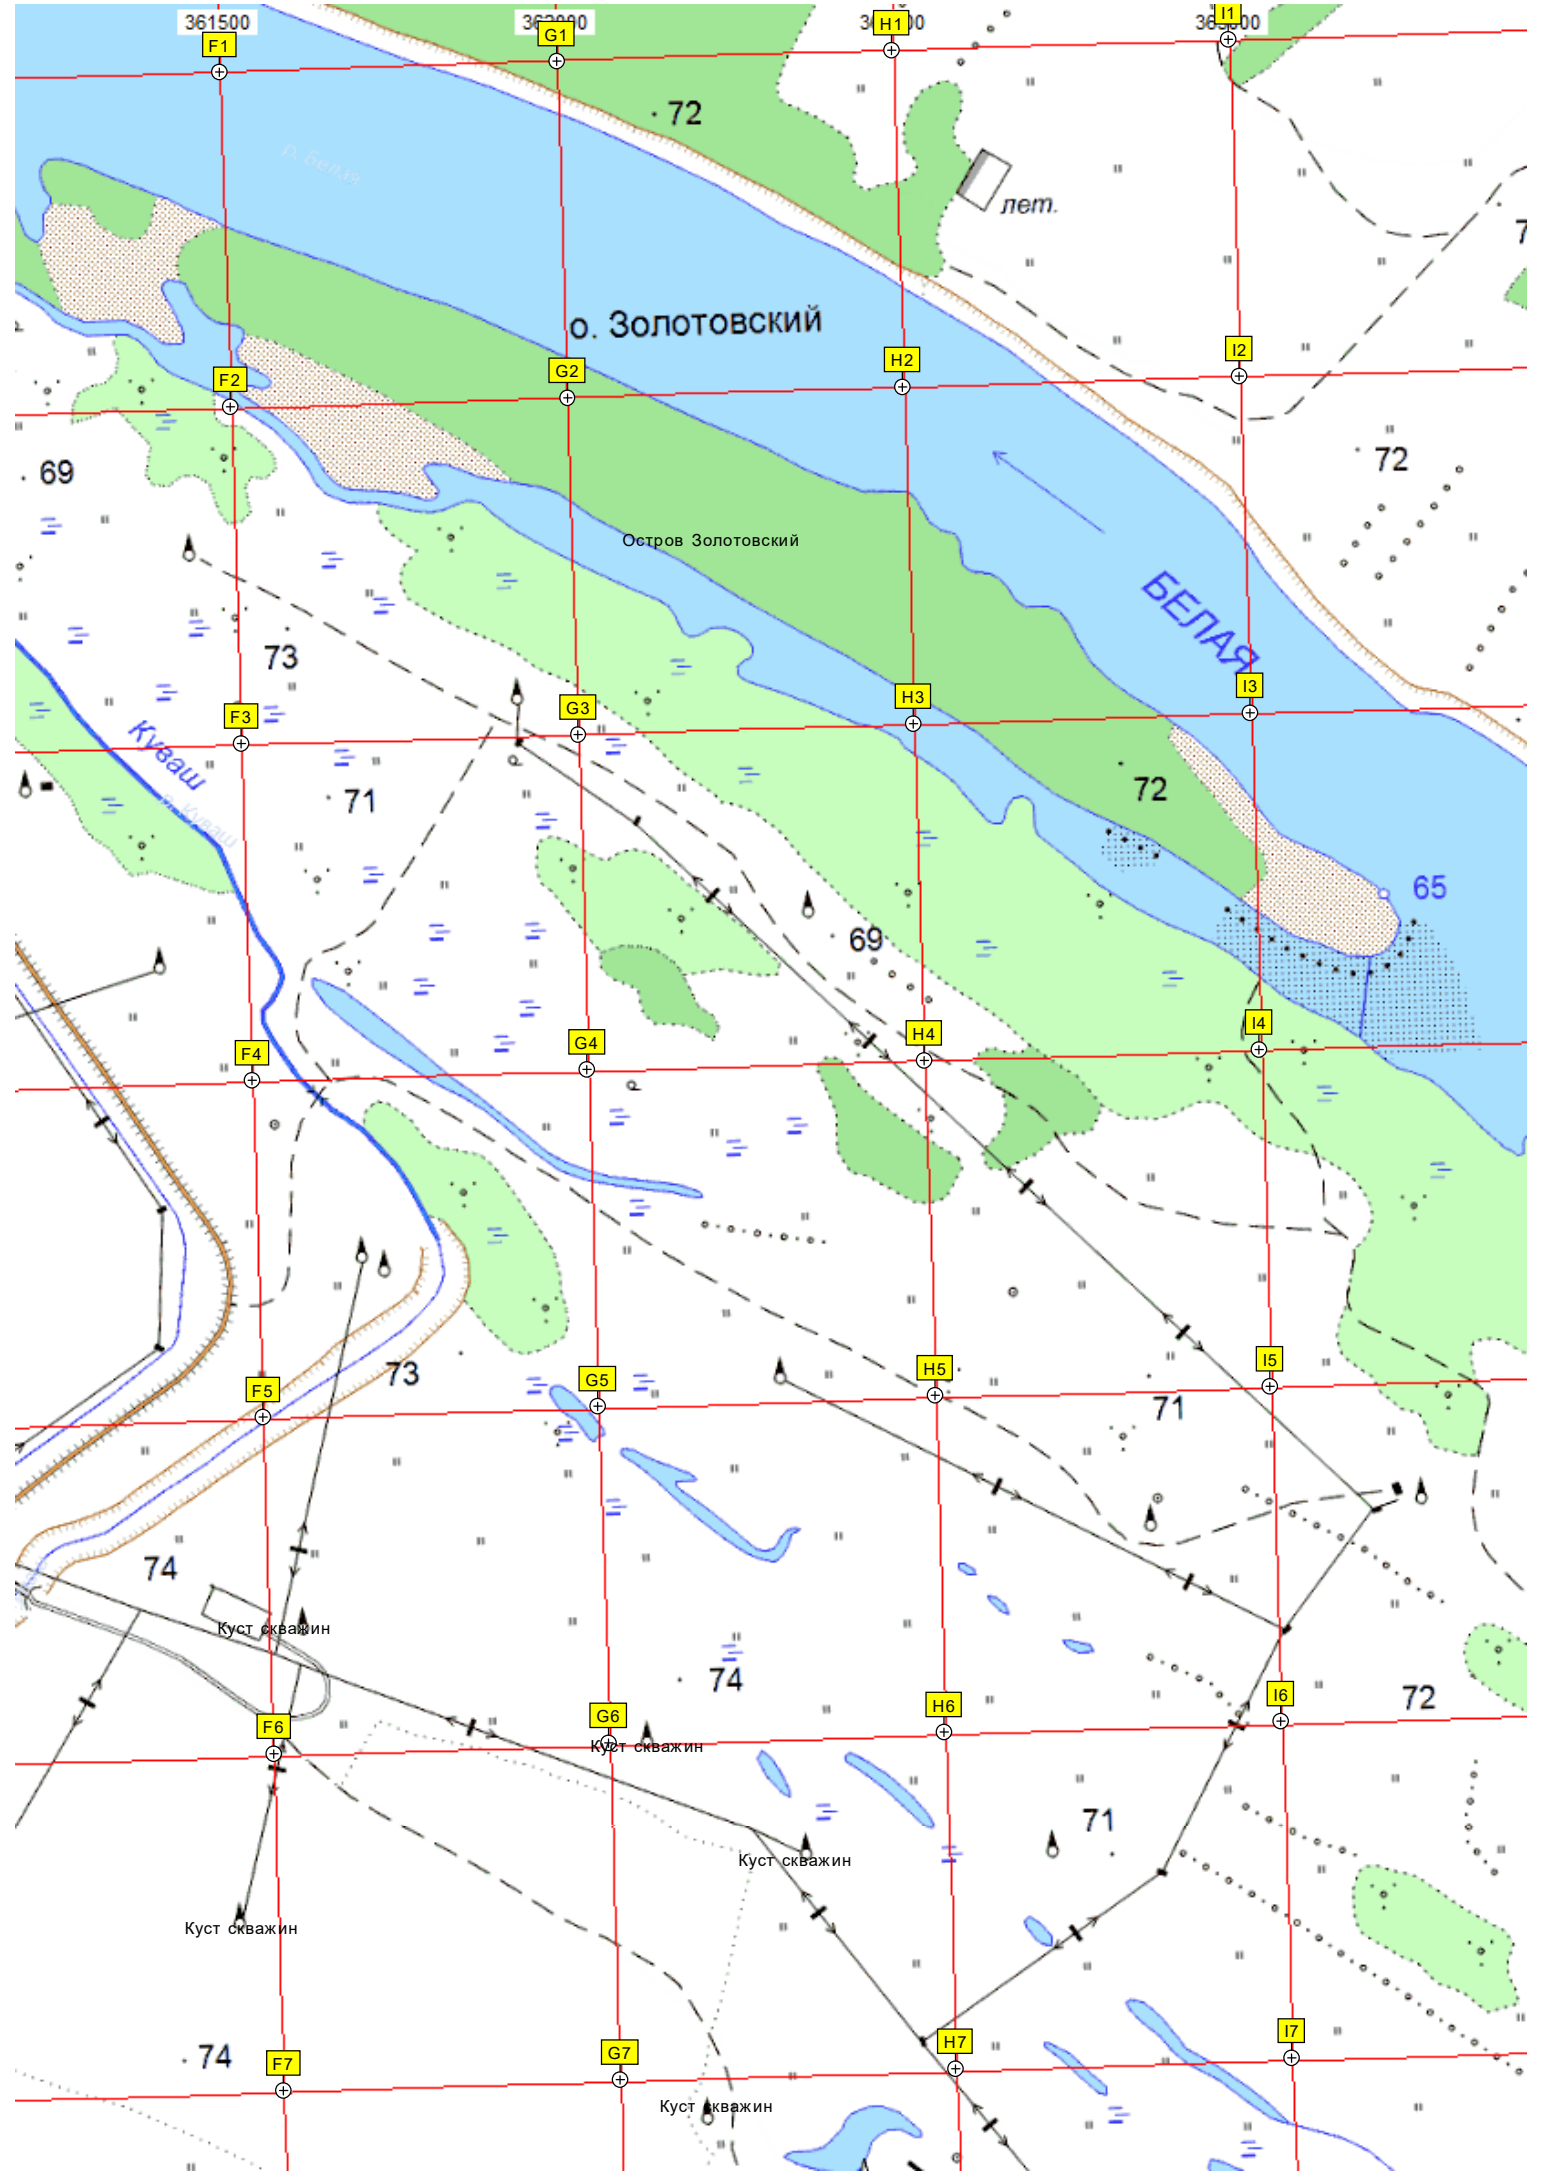 361500
F1
G1
H1
I1
72
р. Белая
лет.
о. Золотовский
F2
G2
H2
I2
69
72
Остров Золотовский
БЕЛАЯ
73
F3
G3
H3
I3
Куваш
р. Куваш
71
72
65
69
F4
G4
H4
I4
73
F5
G5
H5
I5
71
74
Куст скважин
74
72
F6
G6
H6
I6
Куст скважин
71
Куст скважин
Куст скважин
74
F7
G7
H7
I7
Куст скважин